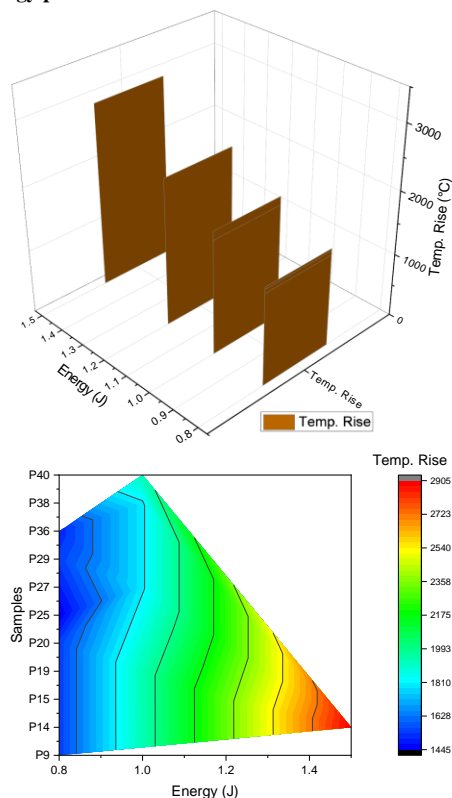 3000
2000
1000
0
Temp. Rise (°C)
1.5
1.4
1.3
1.2
1.1
1.0
0.9
0.8
Energy (J)
Temp. Rise
Temp. Rise
Temp. Rise
P40
P38
P36
P29
P27
P25
P20
P19
P15
P14
P9
Samples
0.8 1.0 1.2 1.4
Energy (J)
2905
2723
2540
2358
2175
1993
1810
1628
1445